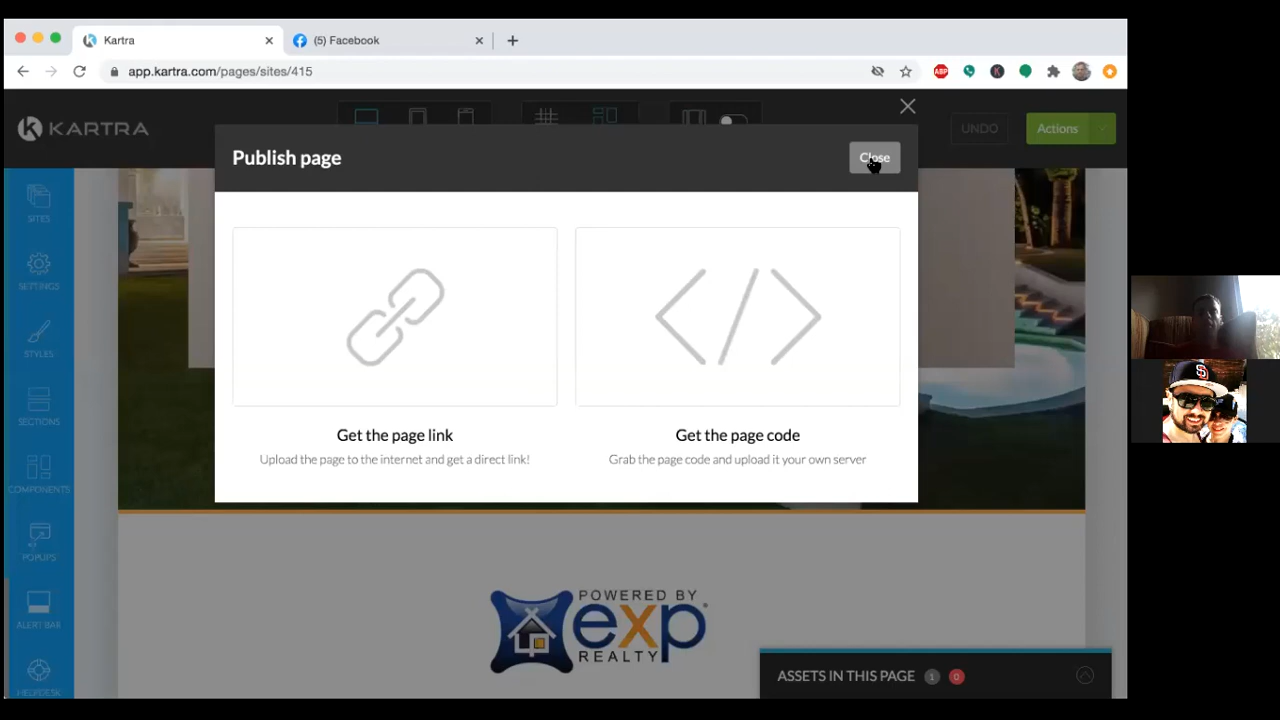 Kartra
(5) Facebook
app.kartra.com/pages/sites/415
ABP
KARTRA
UNDO
Actions
Publish page
Close
SITES
SETTINGS
STYLES
SECTIONS
COMPONENTS
POPUPS
ALERT BAR
HELPDESK
Get the page link
Upload the page to the internet and get a direct link!
Get the page code
Grab the page code and upload it your own server
POWERED BY
exp
REALTY
ASSETS IN THIS PAGE 1 0